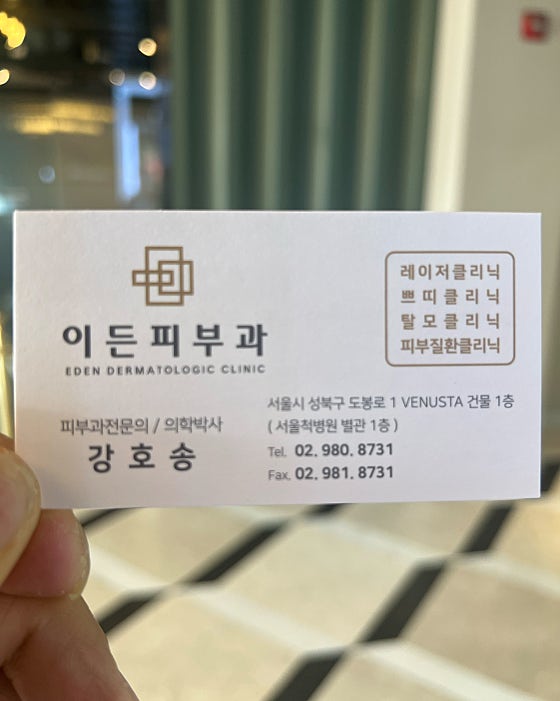 이든피부과
EDEN DERMATOLOGIC CLINIC
레이저클리닉
쁘띠클리닉
탈모클리닉
피부질환클리닉
피부과전문의 / 의학박사
강호송
서울시 성북구 도봉로 1 VENUSTA 건물 1층
( 서울척병원 별관 1층 )
Tel. 02. 980. 8731
Fax. 02. 981. 8731